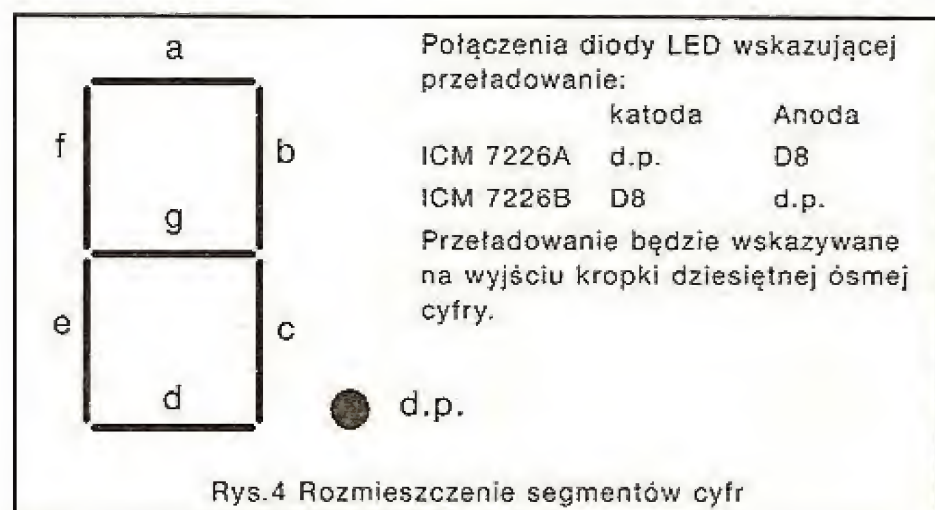 a
f
b
g
e
c
d
d.p.
Połączenia diody LED wskazującej
przeładowanie:
katoda Anoda
ICM 7226A d.p. D8
ICM 7226B D8 d.p.
Przeładowanie będzie wskazywane
na wyjściu kropki dziesiętnej ósmej
cyfry.
Rys.4 Rozmieszczenie segmentów cyfr